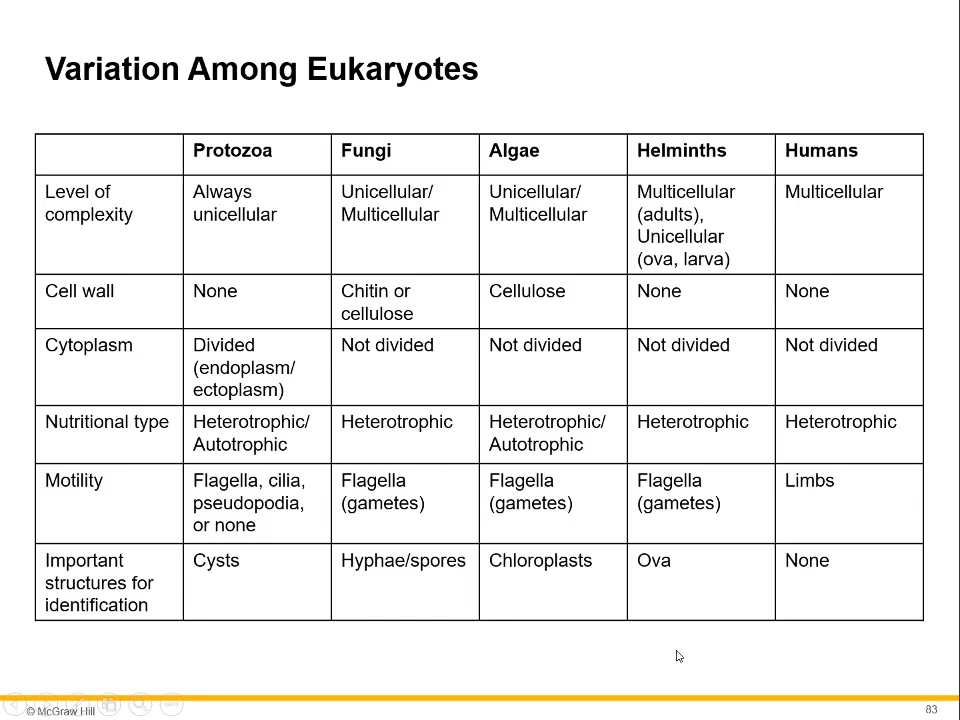 Variation Among Eukaryotes
Protozoa Fungi Algae Helminths Humans
Level of complexity Always unicellular Unicellular/ Multicellular Unicellular/ Multicellular Multicellular (adults), Unicellular (ova, larva) Multicellular
Cell wall None Chitin or cellulose Cellulose None None
Cytoplasm Divided (endoplasm/ ectoplasm) Not divided Not divided Not divided Not divided
Nutritional type Heterotrophic/ Autotrophic Heterotrophic Heterotrophic/ Autotrophic Heterotrophic Heterotrophic
Motility Flagella, cilia, pseudopodia, or none Flagella (gametes) Flagella (gametes) Flagella (gametes) Limbs
Important structures for identification Cysts Hyphae/spores Chloroplasts Ova None
© McGraw Hill
83